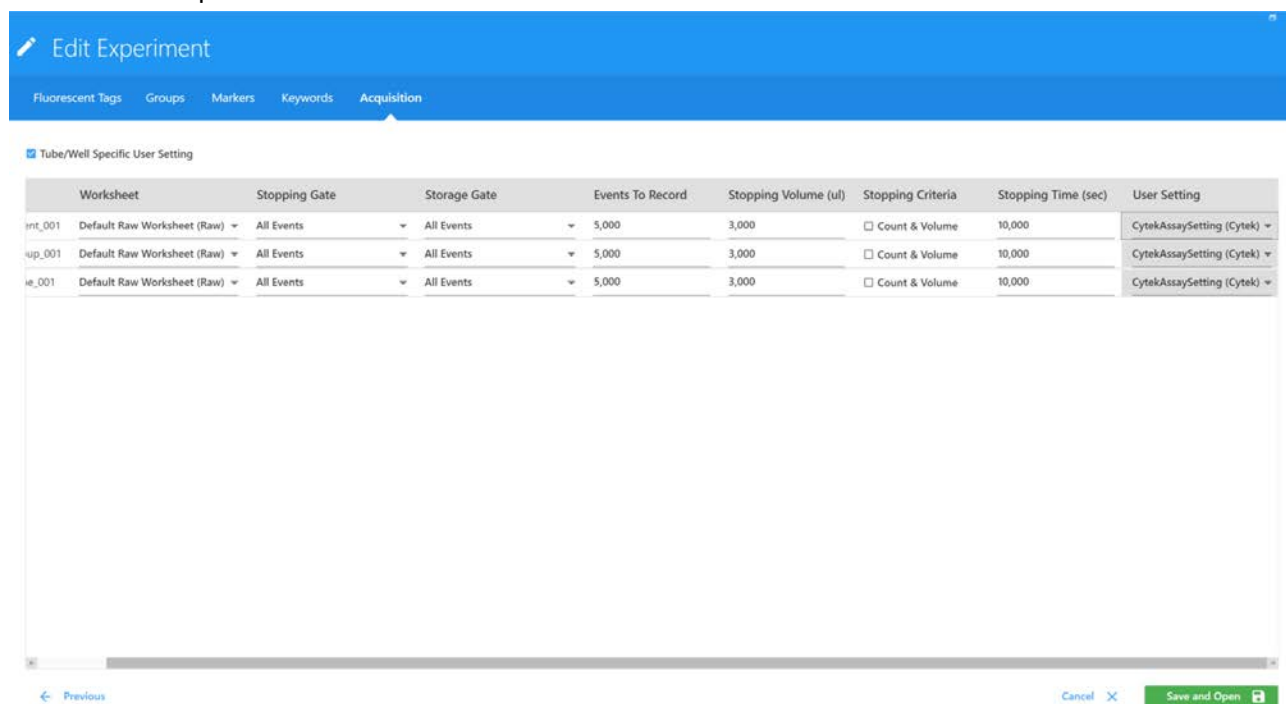 Edit Experiment
Fluorescent Tags Groups Markers Keywords Acquisition
Tube/Well Specific User Setting
Worksheet Stopping Gate Storage Gate Events To Record Stopping Volume (ul) Stopping Criteria Stopping Time (sec) User Setting
ent_001 Default Raw Worksheet (Raw) All Events All Events 5,000 3,000 Count & Volume 10,000 CytekAssaySetting (Cytek)
up_001 Default Raw Worksheet (Raw) All Events All Events 5,000 3,000 Count & Volume 10,000 CytekAssaySetting (Cytek)
e_001 Default Raw Worksheet (Raw) All Events All Events 5,000 3,000 Count & Volume 10,000 CytekAssaySetting (Cytek)
Previous Cancel Save and Open